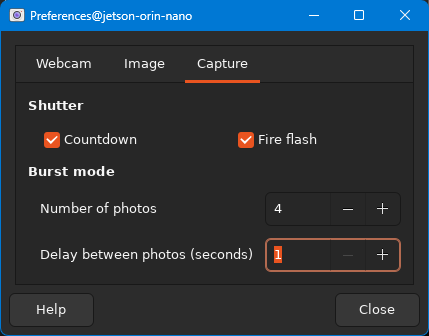 Preferences@jetson-orin-nano
Webcam Image Capture
Shutter
Countdown Fire flash
Burst mode
Number of photos 4
Delay between photos (seconds) 1
Help Close